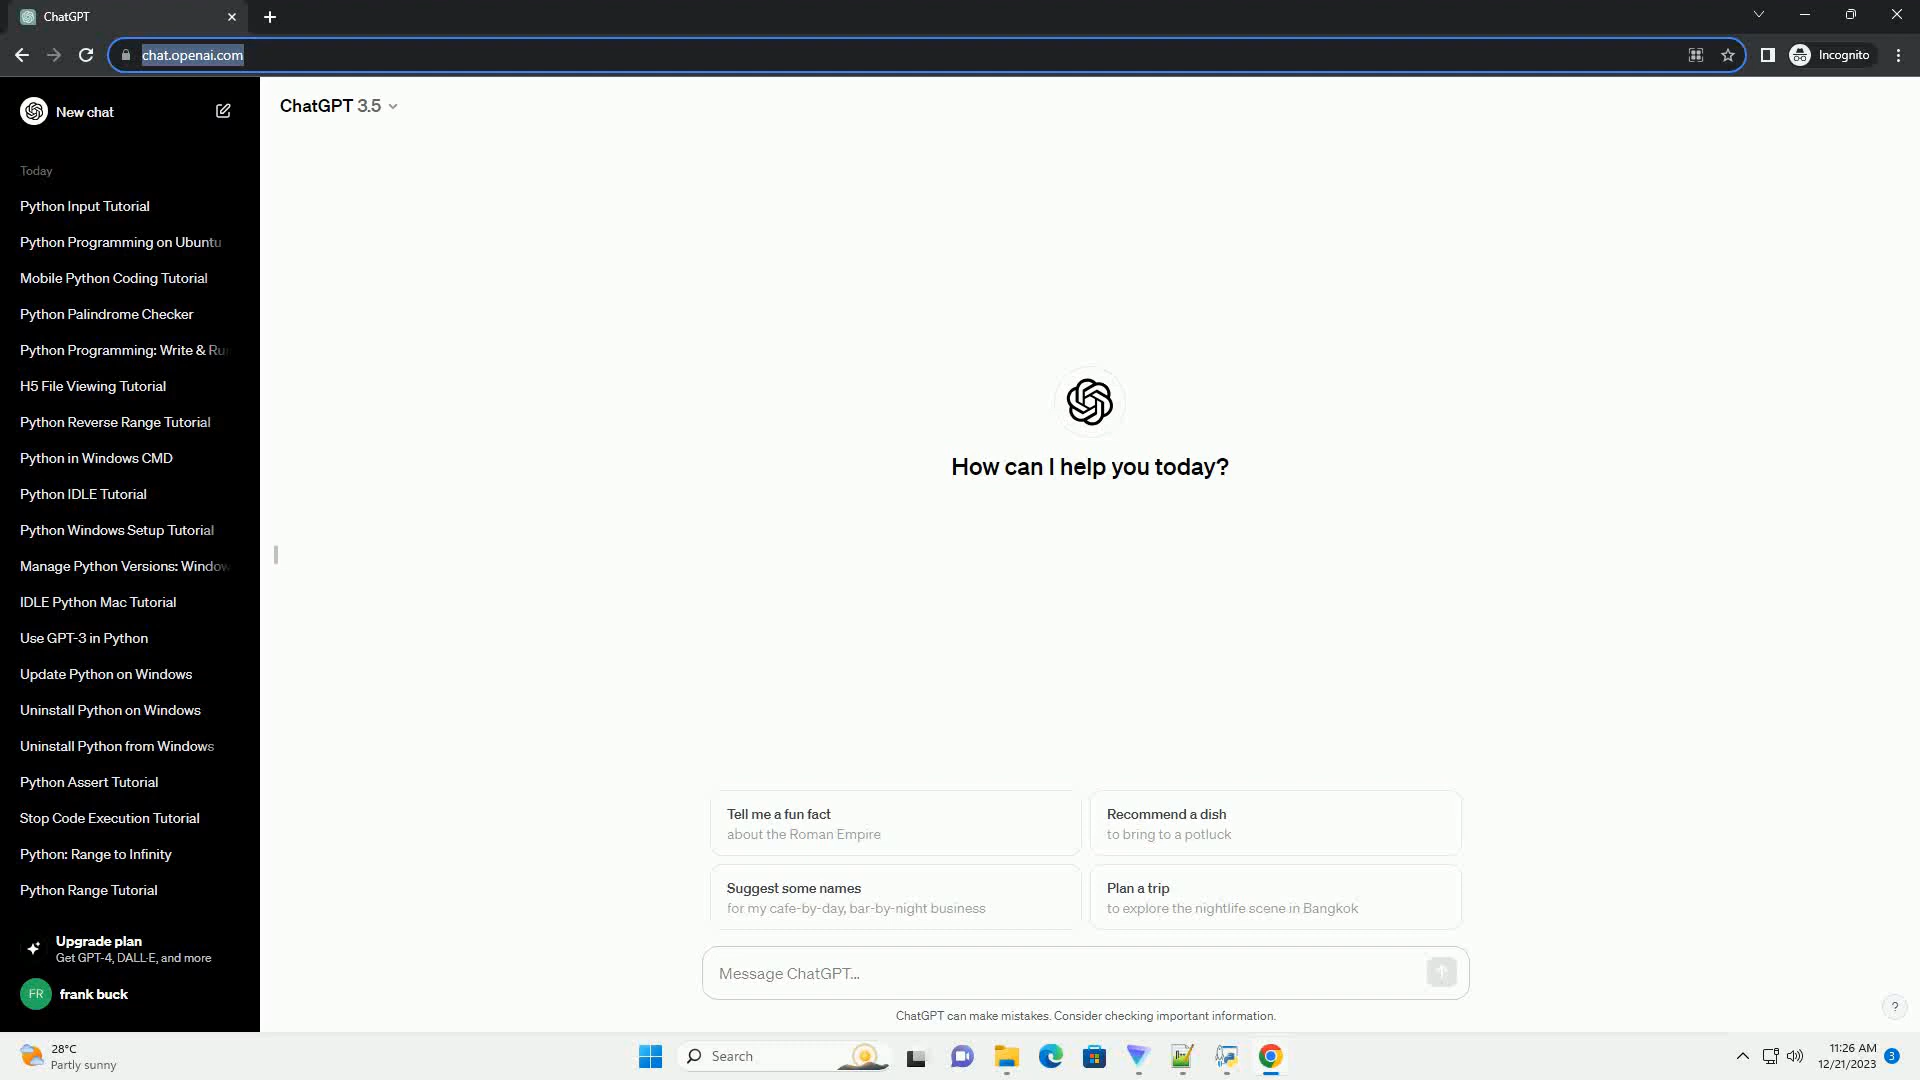 ChatGPT
chat.openai.com
Incognito
New chat
ChatGPT 3.5
Today
Python Input Tutorial
Python Programming on Ubuntu
Mobile Python Coding Tutorial
Python Palindrome Checker
Python Programming: Write & Ru
H5 File Viewing Tutorial
Python Reverse Range Tutorial
Python in Windows CMD
Python IDLE Tutorial
Python Windows Setup Tutorial
Manage Python Versions: Window
IDLE Python Mac Tutorial
Use GPT-3 in Python
Update Python on Windows
Uninstall Python on Windows
Uninstall Python from Windows
Python Assert Tutorial
Stop Code Execution Tutorial
Python: Range to Infinity
Python Range Tutorial
Upgrade plan
Get GPT-4, DALL·E, and more
FR
frank buck
How can I help you today?
Tell me a fun fact
about the Roman Empire
Recommend a dish
to bring to a potluck
Suggest some names
for my cafe-by-day, bar-by-night business
Plan a trip
to explore the nightlife scene in Bangkok
Message ChatGPT...
ChatGPT can make mistakes. Consider checking important information.
?
28°C
Partly sunny
Search
11:26 AM
12/21/2023
3